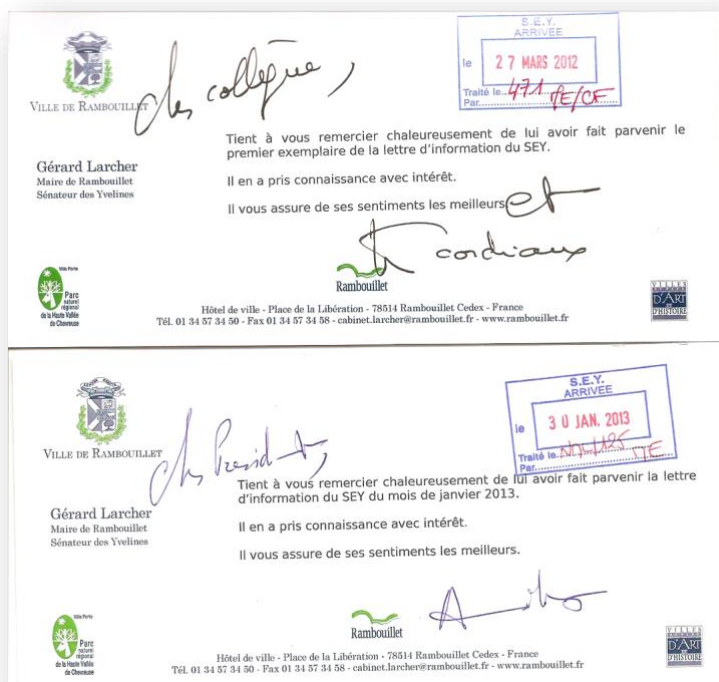 S.E.Y.
ARRIVEE
le 27 MARS 2012
Traité le 471
Par PE/CF
VILLE DE RAMBOUILLET
collègue,
Gérard Larcher
Maire de Rambouillet
Sénateur des Yvelines
Tient à vous remercier chaleureusement de lui avoir fait parvenir le
premier exemplaire de la lettre d'information du SEY.
Il en a pris connaissance avec intérêt.
Il vous assure de ses sentiments les meilleurs et
cordiaux
Ville Porte
Parc
naturel
régional
de la Haute Vallée
de Chevreuse
Rambouillet
VILLES
D'ART
D'HISTOIRE
Hôtel de ville - Place de la Libération - 78514 Rambouillet Cedex - France
Tél. 01 34 57 34 50 - Fax 01 34 57 34 58 - cabinet.larcher@rambouillet.fr - www.rambouillet.fr
S.E.Y.
ARRIVEE
le 30 JAN. 2013
Traité le
Par
VILLE DE RAMBOUILLET
Gérard Larcher
Maire de Rambouillet
Sénateur des Yvelines
Tient à vous remercier chaleureusement de lui avoir fait parvenir la lettre
d'information du SEY du mois de janvier 2013.
Il en a pris connaissance avec intérêt.
Il vous assure de ses sentiments les meilleurs.
Ville Porte
Parc
naturel
régional
de la Haute Vallée
de Chevreuse
Rambouillet
VILLES
D'ART
D'HISTOIRE
Hôtel de ville - Place de la Libération - 78514 Rambouillet Cedex - France
Tél. 01 34 57 34 50 - Fax 01 34 57 34 58 - cabinet.larcher@rambouillet.fr - www.rambouillet.fr